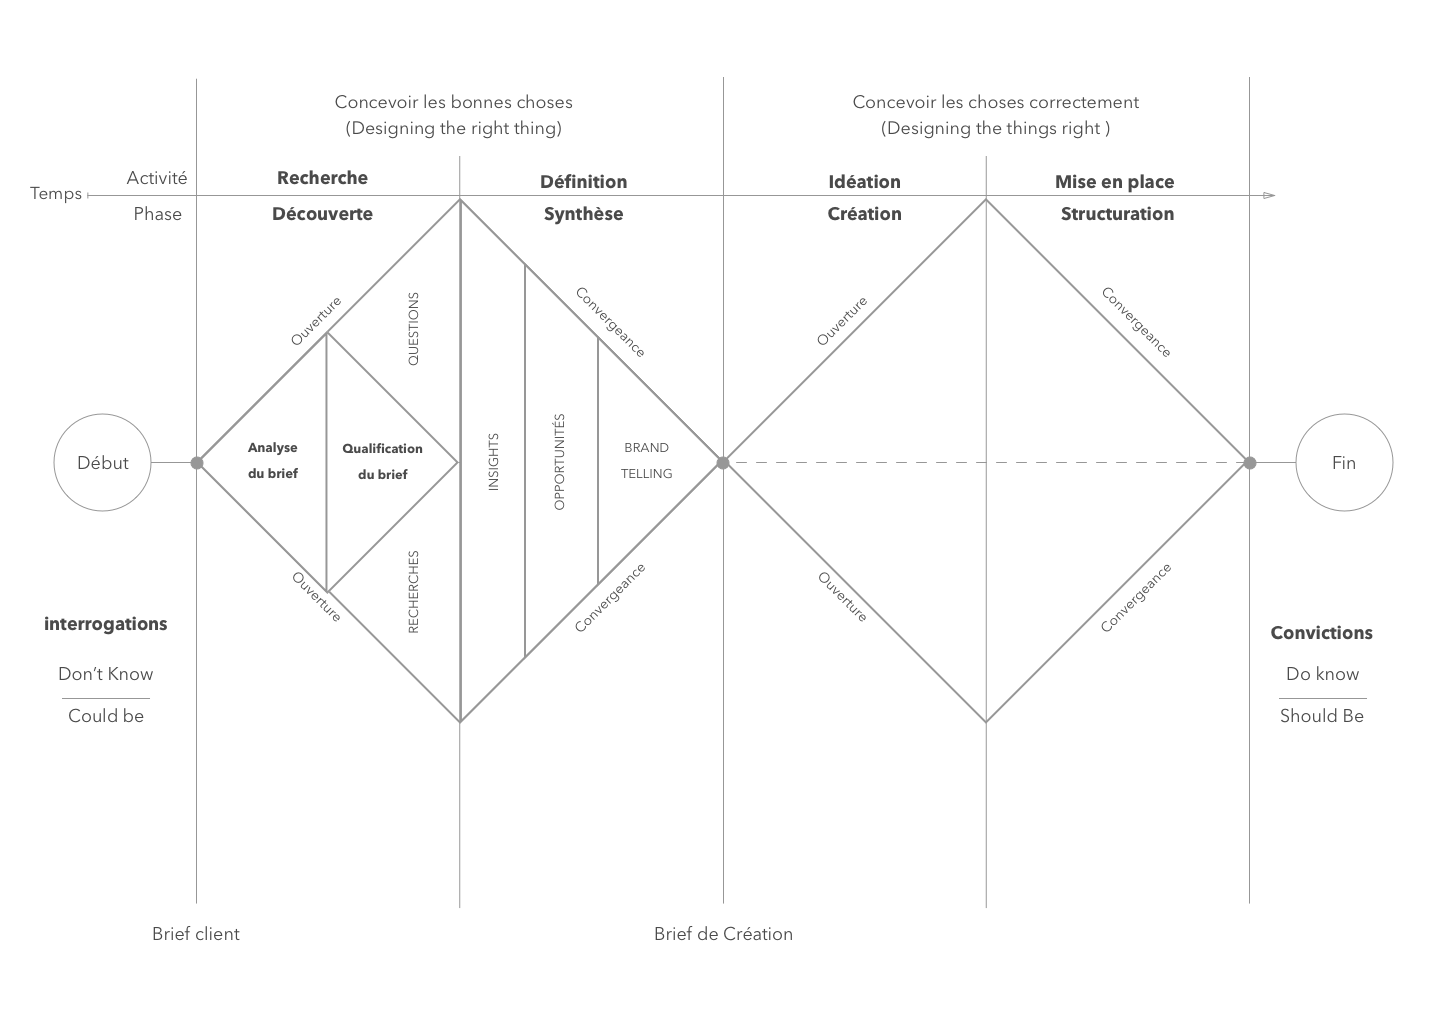 Concevoir les bonnes choses
(Designing the right thing)
Concevoir les choses correctement
(Designing the things right )
Temps
Activité
Recherche
Définition
Idéation
Mise en place
Phase
Découverte
Synthèse
Création
Structuration
Ouverture
QUESTIONS
Convergeance
Ouverture
Convergeance
Début
Analyse
du brief
Qualification
du brief
INSIGHTS
OPPORTUNITÉS
BRAND
TELLING
Fin
Ouverture
RECHERCHES
Convergeance
Ouverture
Convergeance
interrogations
Don’t Know
Could be
Convictions
Do know
Should Be
Brief client
Brief de Création